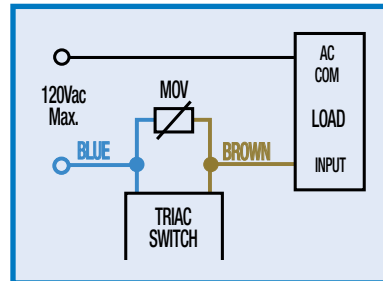 AC
COM
MOV
120Vac
Max.
LOAD
BLUE
BROWN
INPUT
TRIAC
SWITCH